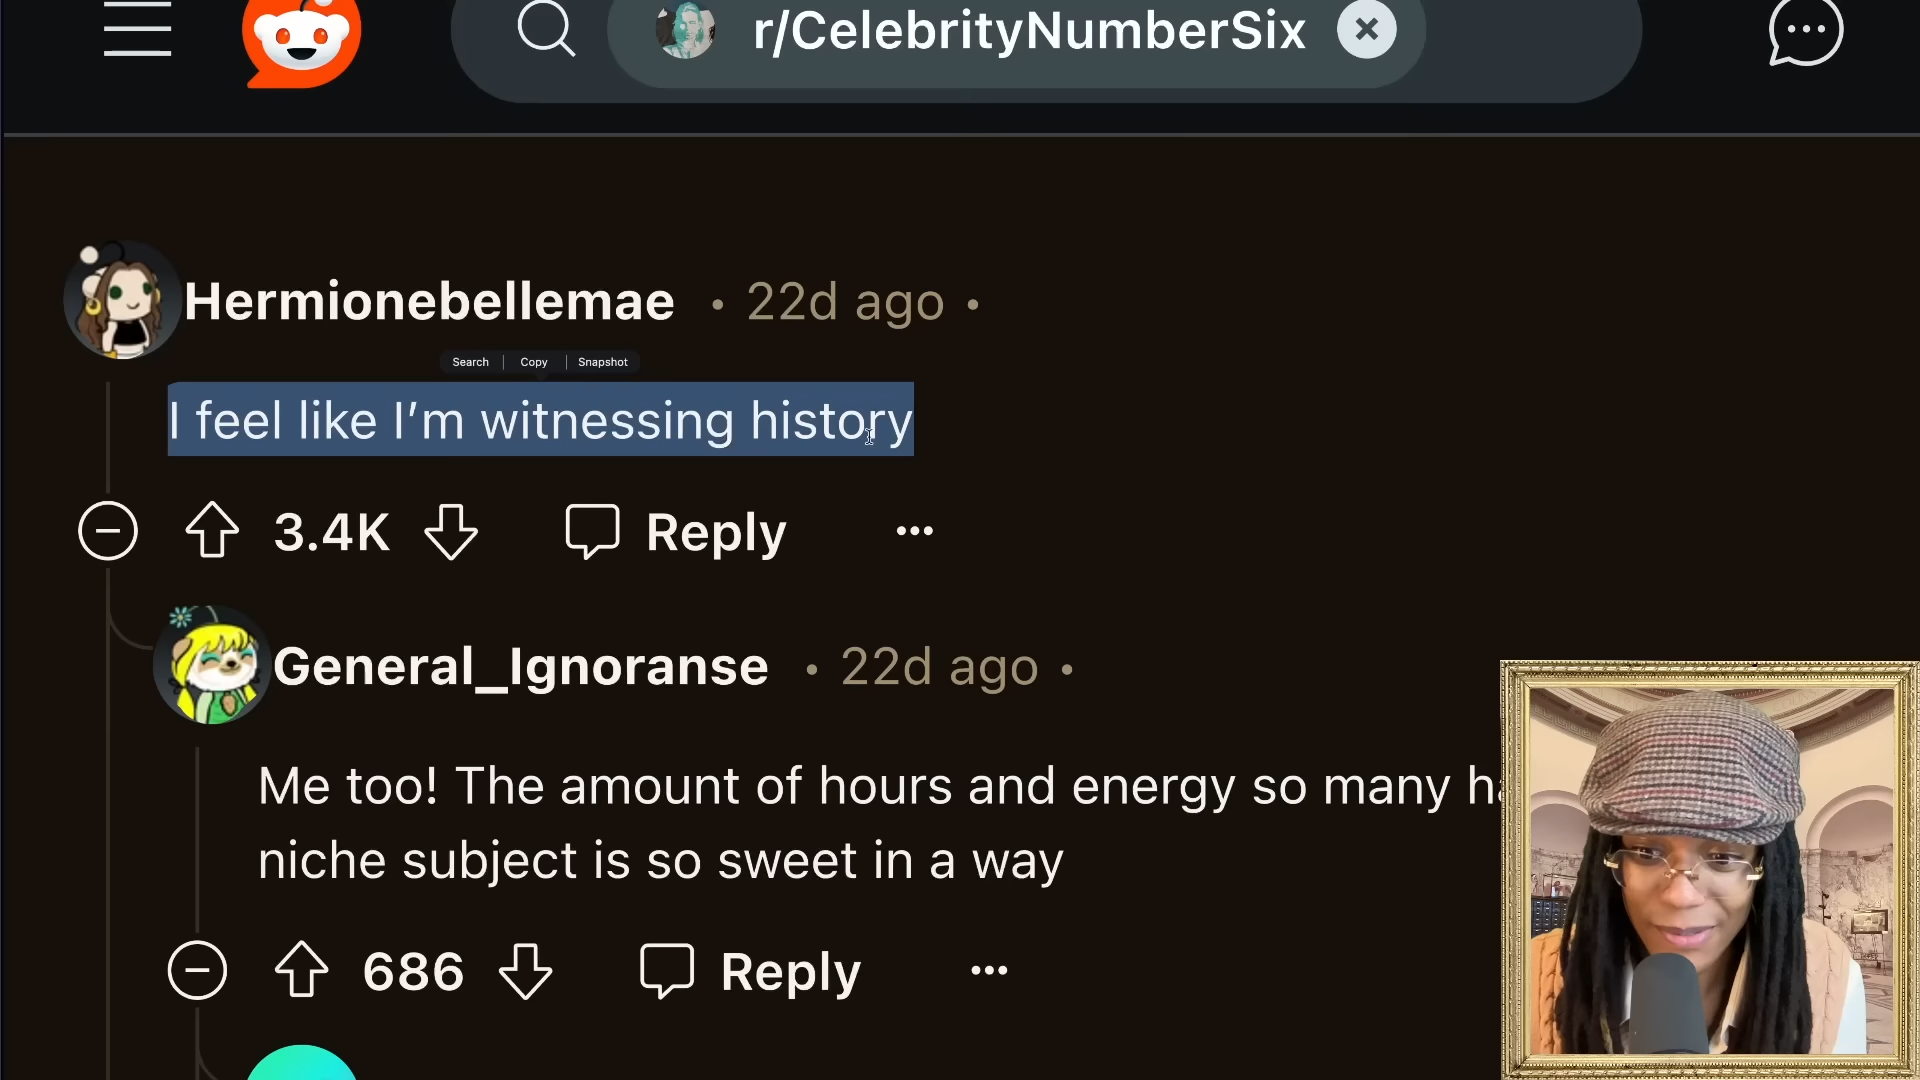 r/CelebrityNumberSix
Hermionebellemae • 22d ago •
Search Copy Snapshot
I feel like I’m witnessing history
3.4K Reply
General_Ignoranse • 22d ago •
Me too! The amount of hours and energy so many
niche subject is so sweet in a way
686 Reply